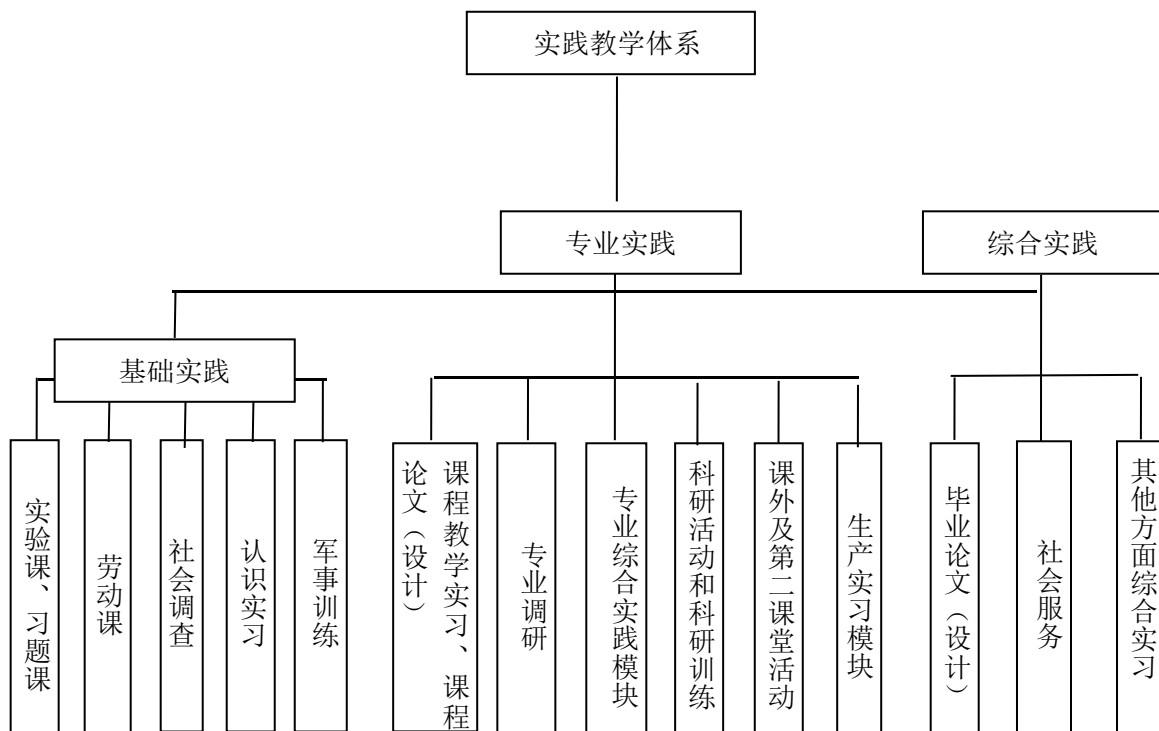 实践教学体系
专业实践
综合实践
基础实践
实验课、习题课
劳动课
社会调查
认识实习
军事训练
课程教学实习、课程
论文（设计）
专业调研
专业综合实践模块
科研活动和科研训练
课外及第二课堂活动
生产实习模块
毕业论文（设计）
社会服务
其他方面综合实习